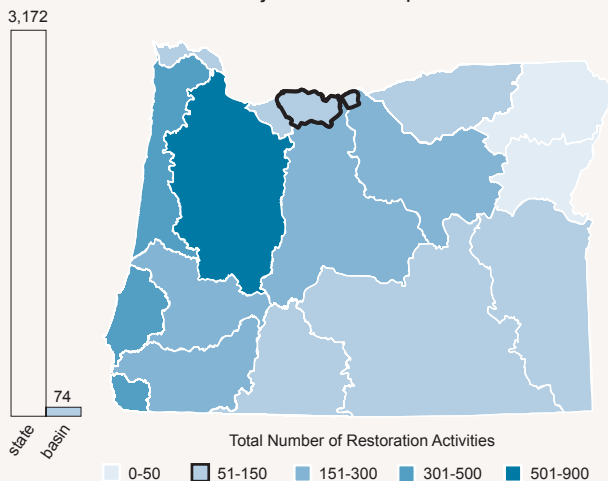 3,172
74
state
basin
Total Number of Restoration Activities
0-50
51-150
151-300
301-500
501-900